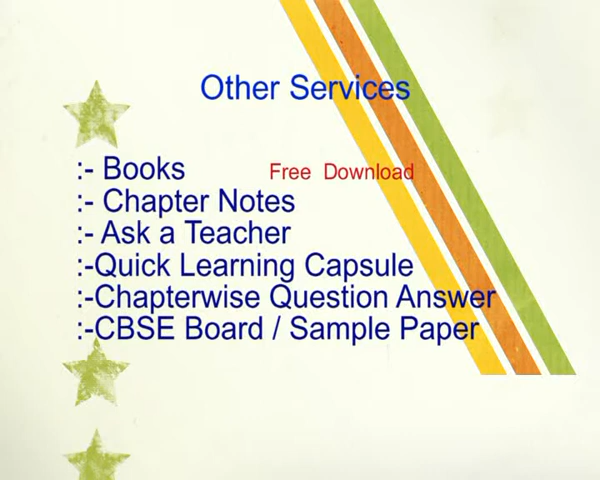 Other Services
:- Books Free Download
:- Chapter Notes
:- Ask a Teacher
:-Quick Learning Capsule
:-Chapterwise Question Answer
:-CBSE Board / Sample Paper